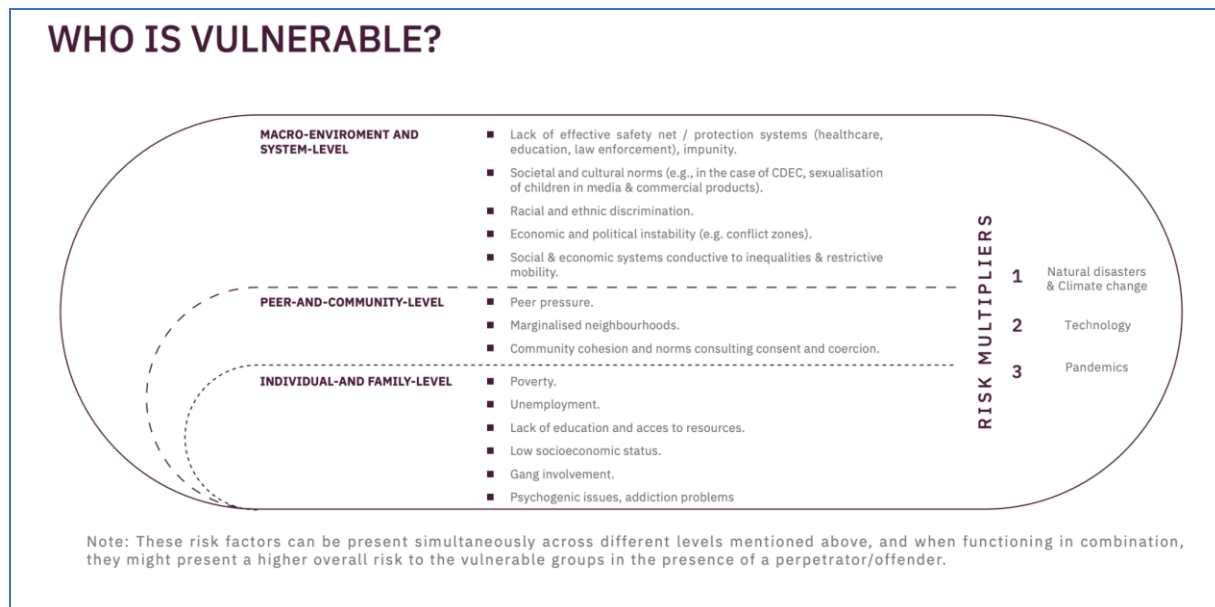 WHO IS VULNERABLE?
MACRO-ENVIROMENT AND
SYSTEM-LEVEL
■ Lack of effective safety net / protection systems (healthcare,
education, law enforcement), impunity.
■ Societal and cultural norms (e.g., in the case of CDEC, sexualisation
of children in media & commercial products).
■ Racial and ethnic discrimination.
■ Economic and political instability (e.g. conflict zones).
■ Social & economic systems conductive to inequalities & restrictive
mobility.
PEER-AND-COMMUNITY-LEVEL
■ Peer pressure.
■ Marginalised neighbourhoods.
■ Community cohesion and norms consulting consent and coercion.
INDIVIDUAL-AND FAMILY-LEVEL
■ Poverty.
■ Unemployment.
■ Lack of education and acces to resources.
■ Low socioeconomic status.
■ Gang involvement.
■ Psychogenic issues, addiction problems
RISK MULTIPLIERS
1 Natural disasters
& Climate change
2 Technology
3 Pandemics
Note: These risk factors can be present simultaneously across different levels mentioned above, and when functioning in combination,
they might present a higher overall risk to the vulnerable groups in the presence of a perpetrator/offender.